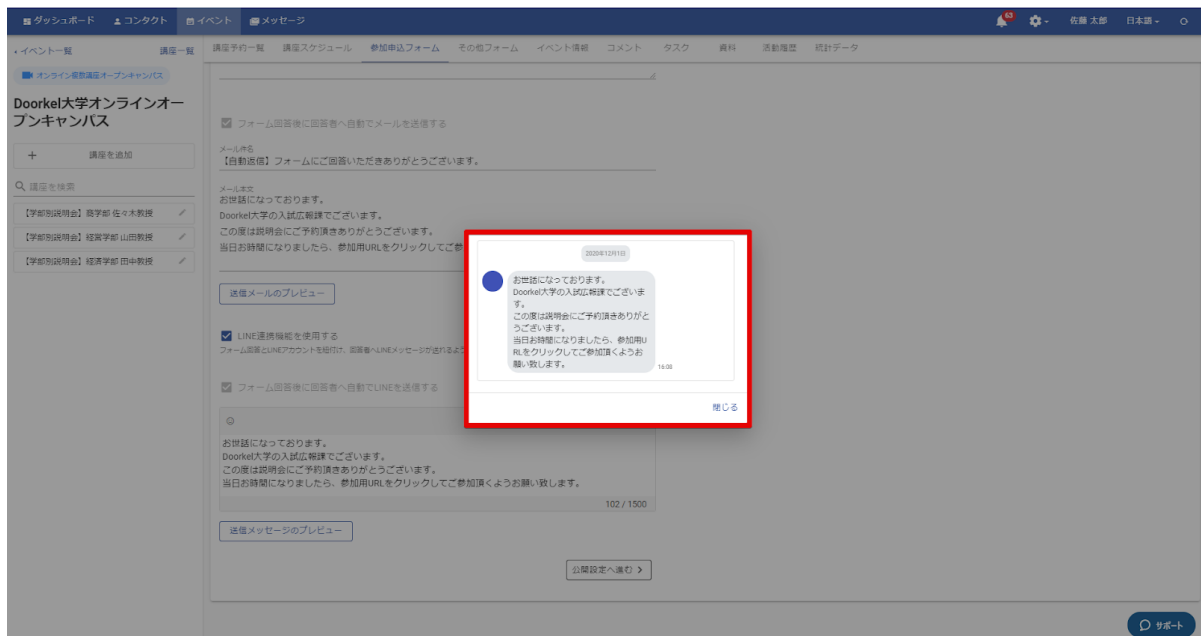 ダッシュボード コンタクト イベント メッセージ 63 佐藤 太郎 日本語
イベント一覧 講座一覧
講座予約一覧 講座スケジュール 参加申込フォーム その他フォーム イベント情報 コメント タスク 資料 活動履歴 統計データ
オンライン複数講座オープンキャンパス
Doorkel大学オンラインオー
プンキャンパス
+ 講座を追加
講座を検索
【学部別説明会】商学部 佐々木教授
【学部別説明会】経営学部 山田教授
【学部別説明会】経済学部 田中教授
フォーム回答後に回答者へ自動でメールを送信する
メール件名
【自動返信】フォームにご回答いただきありがとうございます。
メール本文
お世話になっております。
Doorkel大学の入試広報課でございます。
この度は説明会にご予約頂きありがとうございます。
当日お時間になりましたら、参加用URLをクリックしてご参
送信メールのプレビュー
LINE連携機能を使用する
フォーム回答とLINEアカウントを紐付け、回答者へLINEメッセージが送れるよう
フォーム回答後に回答者へ自動でLINEを送信する
お世話になっております。
Doorkel大学の入試広報課でございます。
この度は説明会にご予約頂きありがとうございます。
当日お時間になりましたら、参加用URLをクリックしてご参加頂くようお願い致します。
102 / 1500
送信メッセージのプレビュー
公開設定へ進む
2020年12月1日
お世話になっております。
Doorkel大学の入試広報課でございま
す。
この度は説明会にご予約頂きありがと
うございます。
当日お時間になりましたら、参加用U
RLをクリックしてご参加頂くようお
願い致します。
16:08
閉じる
サポート